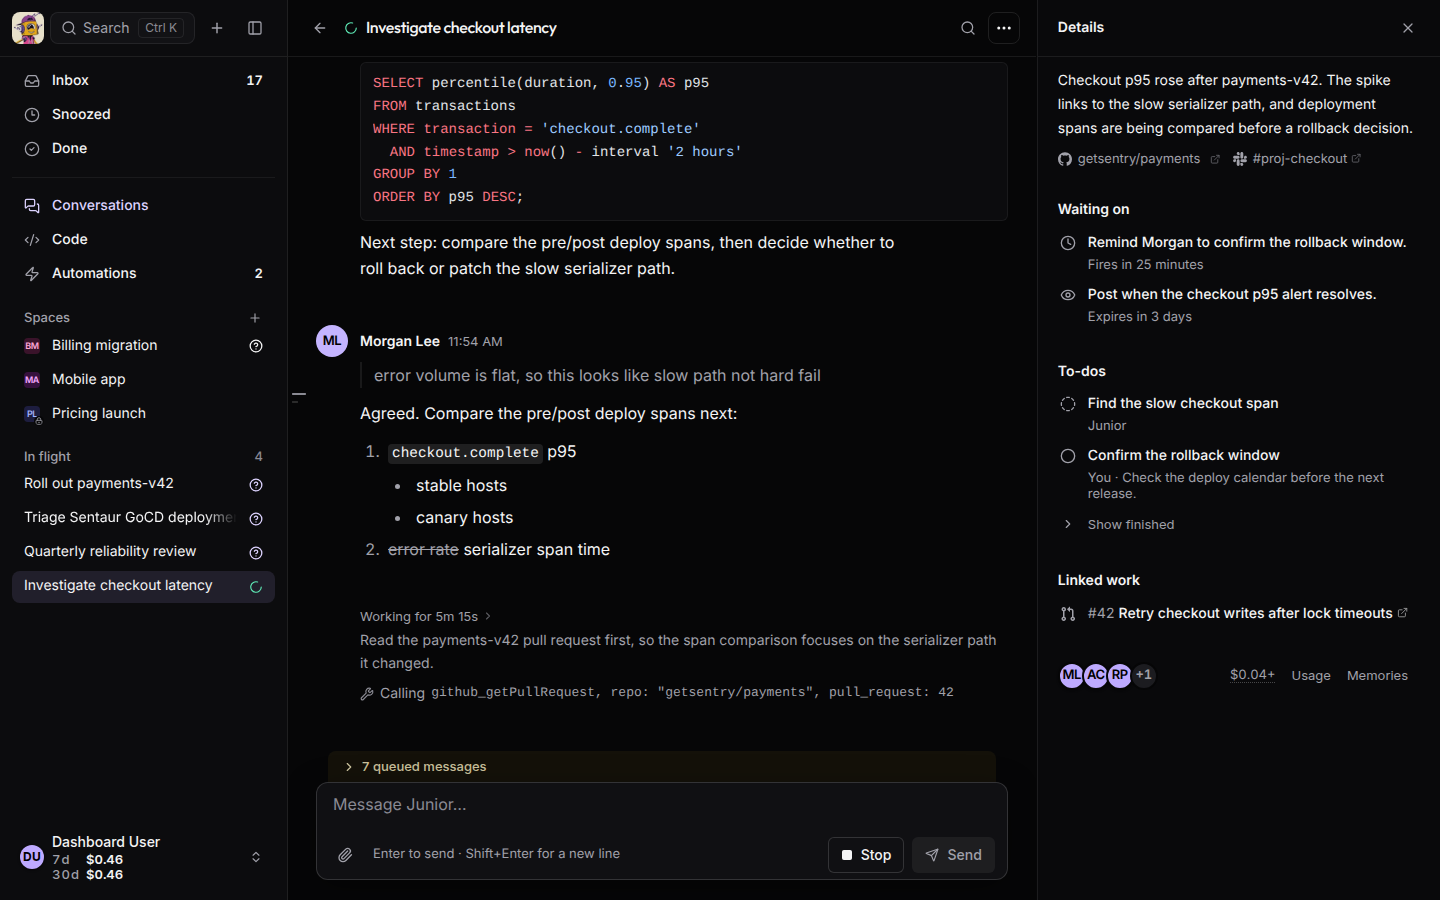 Search
Ctrl K
Inbox
17
Snoozed
Done
Conversations
Code
Automations
2
Spaces
BM
Billing migration
MA
Mobile app
PL
Pricing launch
In flight
4
Roll out payments-v42
Triage Sentaur GoCD deployme
Quarterly reliability review
Investigate checkout latency
DU
Dashboard User
7d $0.46
30d $0.46
Investigate checkout latency
SELECT percentile(duration, 0.95) AS p95
FROM transactions
WHERE transaction = 'checkout.complete'
AND timestamp > now() - interval '2 hours'
GROUP BY 1
ORDER BY p95 DESC;
Next step: compare the pre/post deploy spans, then decide whether to
roll back or patch the slow serializer path.
ML
Morgan Lee 11:54 AM
error volume is flat, so this looks like slow path not hard fail
Agreed. Compare the pre/post deploy spans next:
1. checkout.complete p95
• stable hosts
• canary hosts
2. error rate serializer span time
Working for 5m 15s
Read the payments-v42 pull request first, so the span comparison focuses on the serializer path
it changed.
Calling github_getPullRequest, repo: "getsentry/payments", pull_request: 42
7 queued messages
Message Junior...
Enter to send · Shift+Enter for a new line
Stop
Send
Details
Checkout p95 rose after payments-v42. The spike
links to the slow serializer path, and deployment
spans are being compared before a rollback decision.
getsentry/payments
#proj-checkout
Waiting on
Remind Morgan to confirm the rollback window.
Fires in 25 minutes
Post when the checkout p95 alert resolves.
Expires in 3 days
To-dos
Find the slow checkout span
Junior
Confirm the rollback window
You · Check the deploy calendar before the next
release.
Show finished
Linked work
#42 Retry checkout writes after lock timeouts
ML
AC
RP
+1
$0.04+
Usage
Memories